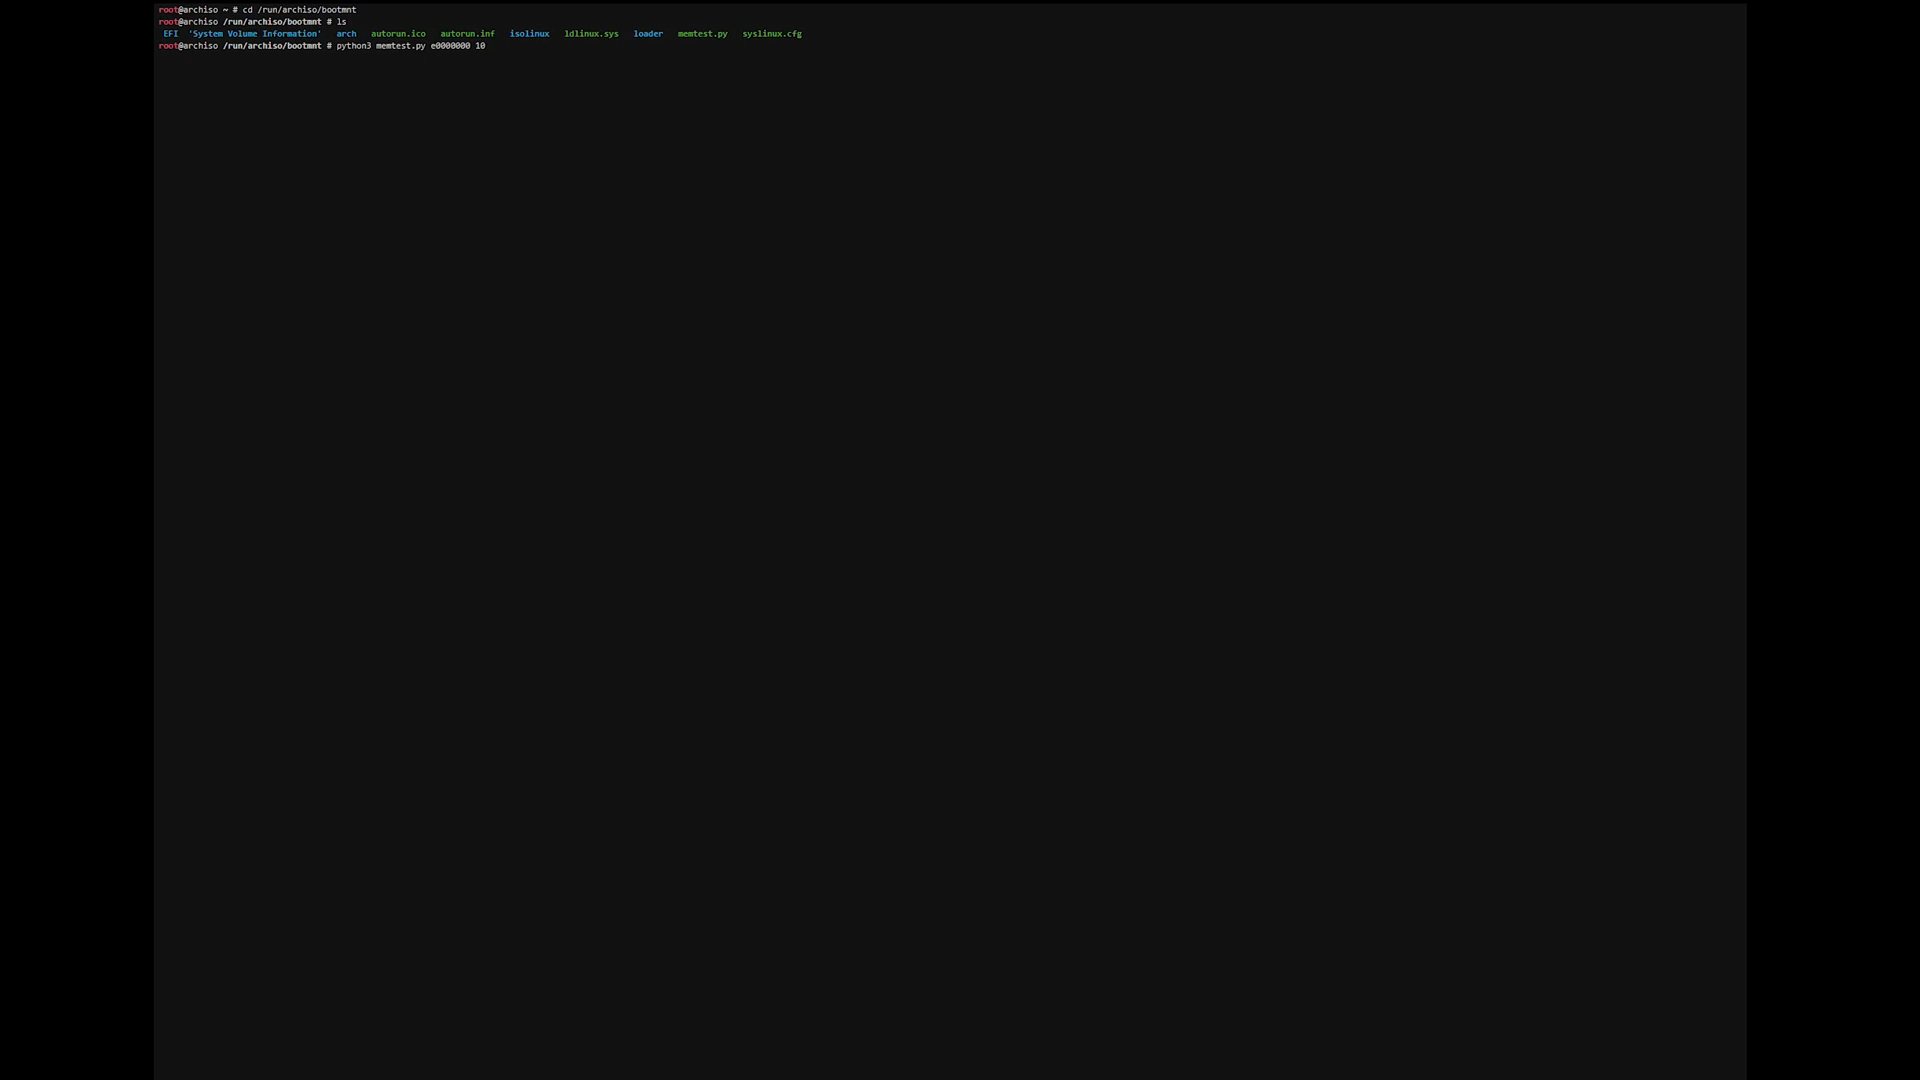 root@archiso ~ # cd /run/archiso/bootmnt
root@archiso /run/archiso/bootmnt # ls
EFI 'System Volume Information' arch autorun.ico autorun.inf isolinux ldlinux.sys loader memtest.py syslinux.cfg
root@archiso /run/archiso/bootmnt # python3 memtest.py e0000000 10